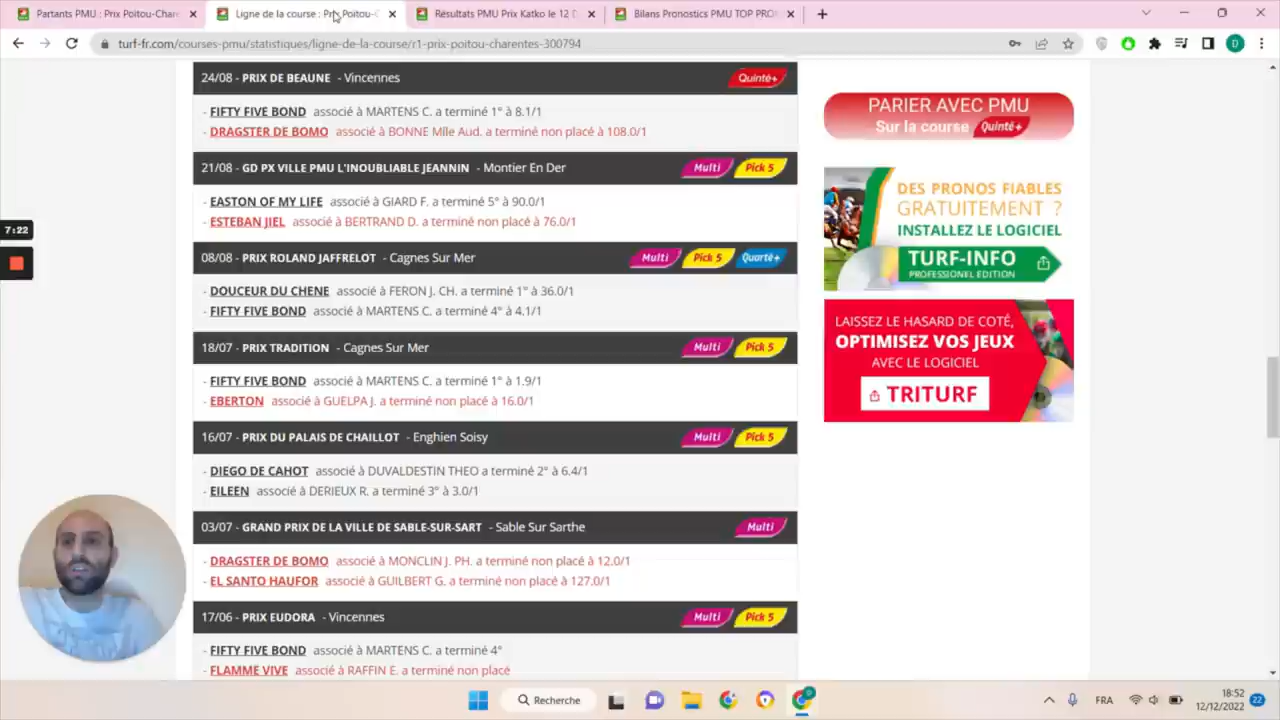 Partants PMU : Prix Poitou-Chare
Ligne de la course : Prix Poitou-C
Résultats PMU Prix Katko le 12 D
Bilans Pronostics PMU TOP PRO
turf-fr.com/courses-pmu/statistiques/ligne-de-la-course/r1-prix-poitou-charentes-300794
D
24/08 - PRIX DE BEAUNE - Vincennes
Quinté+
- FIFTY FIVE BOND associé à MARTENS C. a terminé 1° à 8.1/1
- DRAGSTER DE BOMO associé à BONNE Mlle Aud. a terminé non placé à 108.0/1
21/08 - GD PX VILLE PMU L'INOUBLIABLE JEANNIN - Montier En Der
Multi Pick 5
- EASTON OF MY LIFE associé à GIARD F. a terminé 5° à 90.0/1
- ESTEBAN JIEL associé à BERTRAND D. a terminé non placé à 76.0/1
08/08 - PRIX ROLAND JAFFRELOT - Cagnes Sur Mer
Multi Pick 5 Quarté+
- DOUCEUR DU CHENE associé à FERON J. CH. a terminé 1° à 36.0/1
- FIFTY FIVE BOND associé à MARTENS C. a terminé 4° à 4.1/1
18/07 - PRIX TRADITION - Cagnes Sur Mer
Multi Pick 5
- FIFTY FIVE BOND associé à MARTENS C. a terminé 1° à 1.9/1
- EBERTON associé à GUELPA J. a terminé non placé à 16.0/1
16/07 - PRIX DU PALAIS DE CHAILLOT - Enghien Soisy
Multi Pick 5
- DIEGO DE CAHOT associé à DUVALDESTIN THEO a terminé 2° à 6.4/1
- EILEEN associé à DERIEUX R. a terminé 3° à 3.0/1
03/07 - GRAND PRIX DE LA VILLE DE SABLE-SUR-SART - Sable Sur Sarthe
Multi
- DRAGSTER DE BOMO associé à MONCLIN J. PH. a terminé non placé à 12.0/1
- EL SANTO HAUFOR associé à GUILBERT G. a terminé non placé à 127.0/1
17/06 - PRIX EUDORA - Vincennes
Multi Pick 5
- FIFTY FIVE BOND associé à MARTENS C. a terminé 4°
- FLAMME VIVE associé à RAFFIN E. a terminé non placé
PARIER AVEC PMU
Sur la course Quinté+
DES PRONOS FIABLES
GRATUITEMENT ?
INSTALLEZ LE LOGICIEL
TURF-INFO
PROFESSIONEL EDITION
LAISSEZ LE HASARD DE COTÉ,
OPTIMISEZ VOS JEUX
AVEC LE LOGICIEL
TRITURF
7:22
Recherche
FRA
18:52
12/12/2022
22